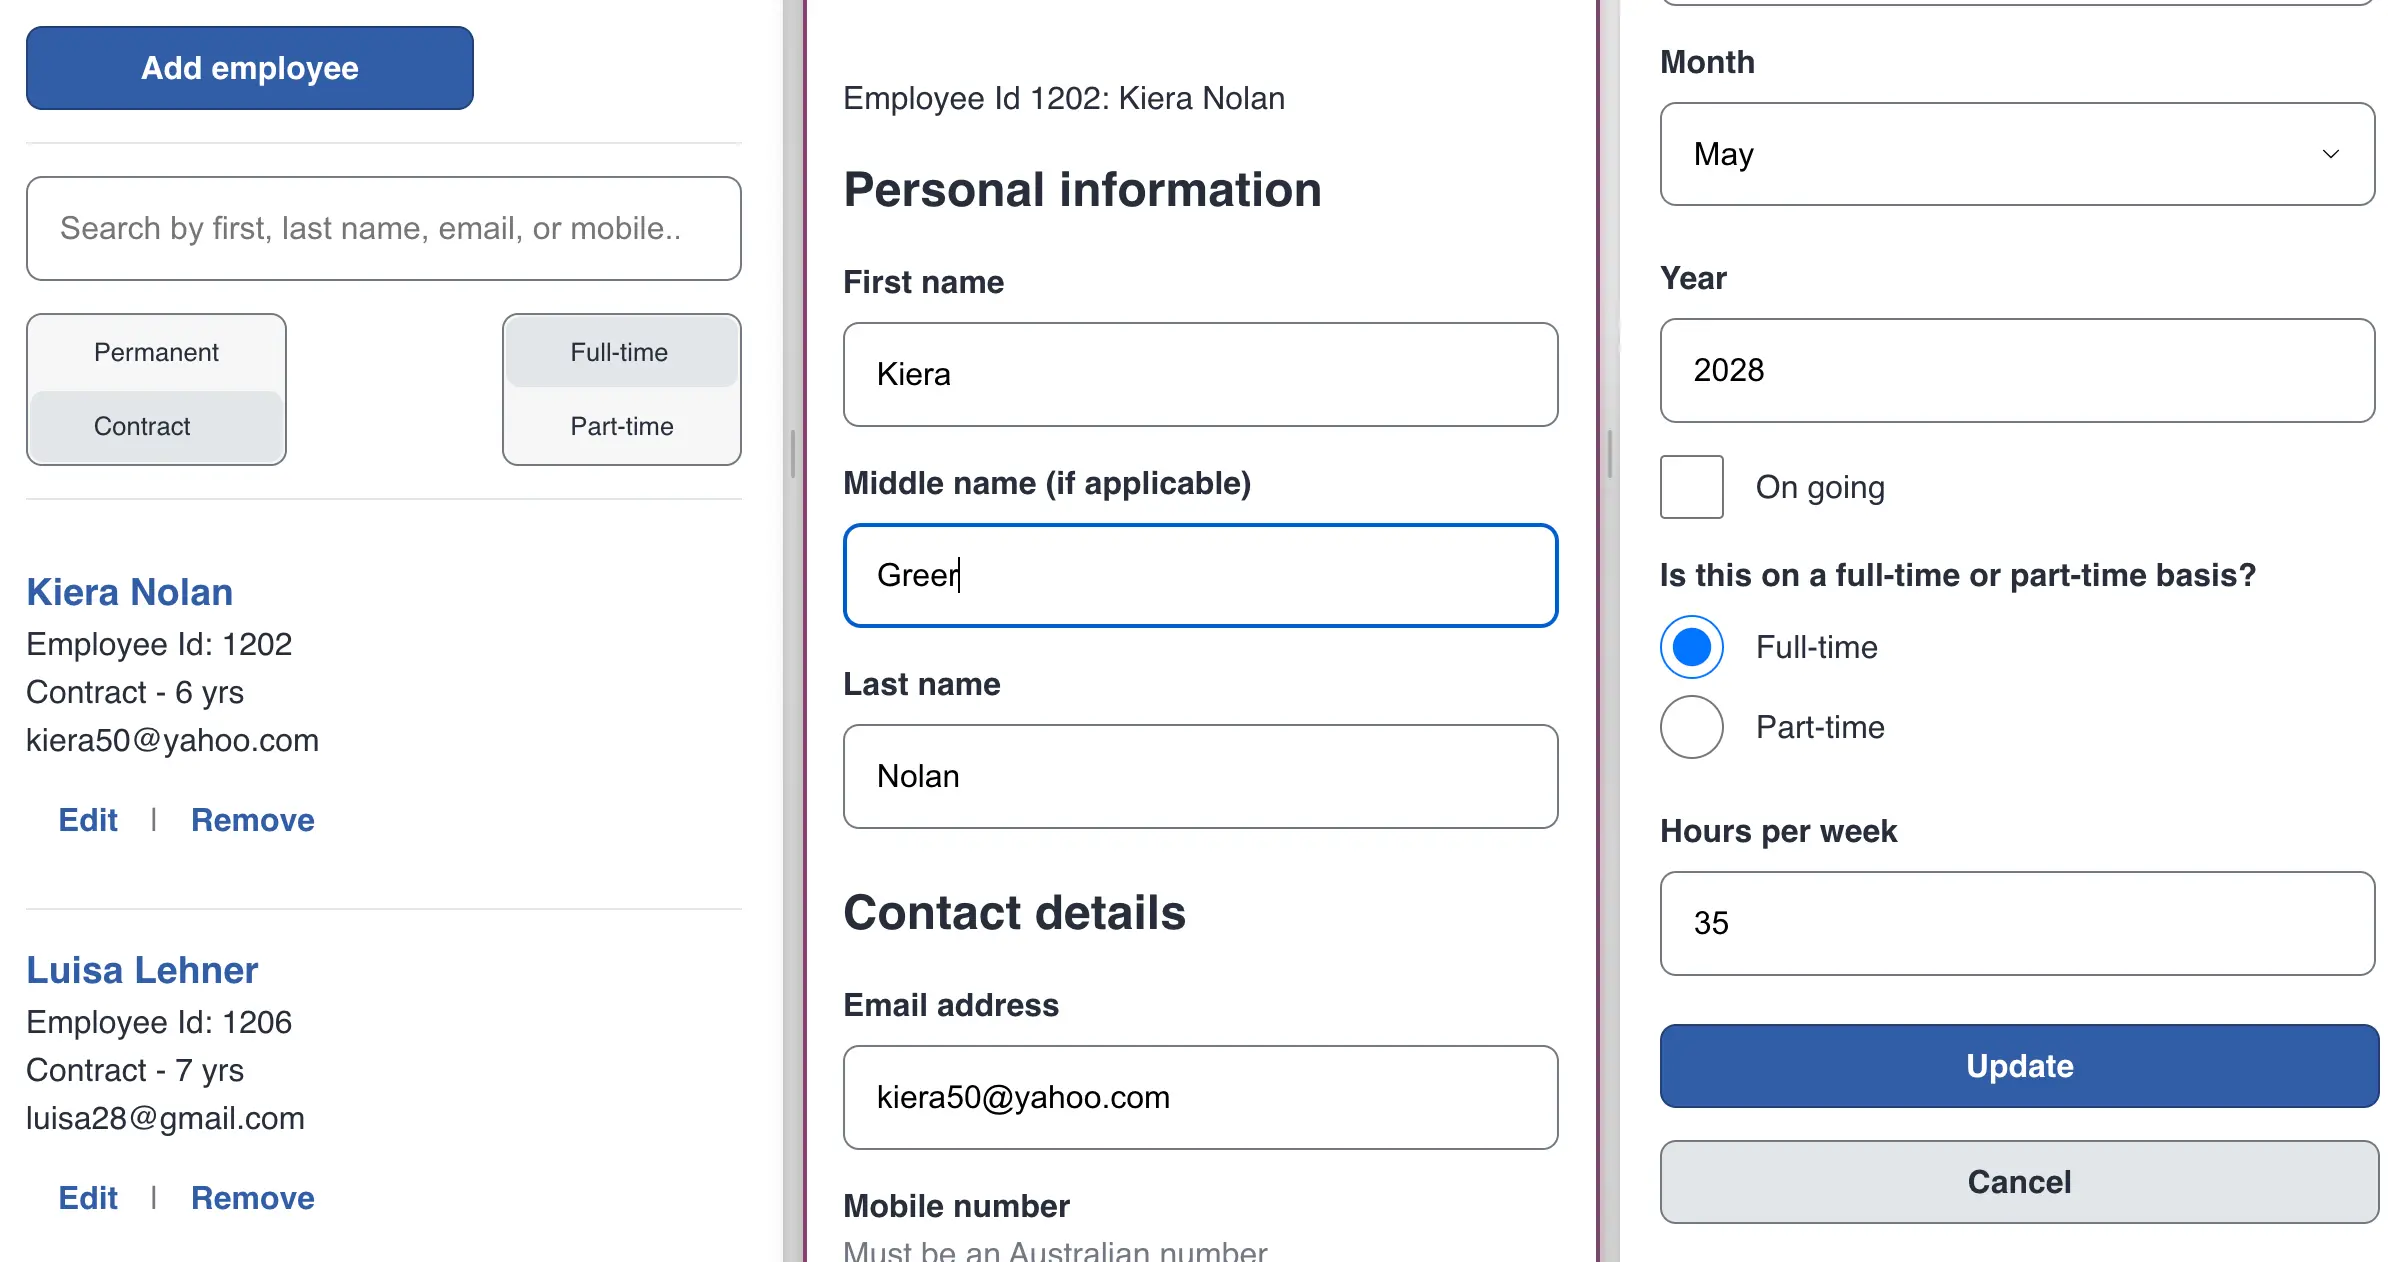 Add employee
Search by first, last name, email, or mobile..
Permanent
Contract
Full-time
Part-time
Kiera Nolan
Employee Id: 1202
Contract - 6 yrs
kiera50@yahoo.com
Edit | Remove
Luisa Lehner
Employee Id: 1206
Contract - 7 yrs
luisa28@gmail.com
Edit | Remove
Employee Id 1202: Kiera Nolan
Personal information
First name
Kiera
Middle name (if applicable)
Greer
Last name
Nolan
Contact details
Email address
kiera50@yahoo.com
Mobile number
Must be an Australian number
Month
May
Year
2028
On going
Is this on a full-time or part-time basis?
Full-time
Part-time
Hours per week
35
Update
Cancel